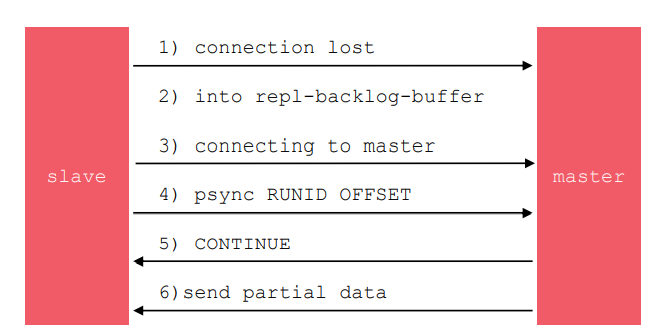 1) connection lost
2) into repl-backlog-buffer
3) connecting to master
slave
master
4) psync RUNID OFFSET
5) CONTINUE
6)send partial data